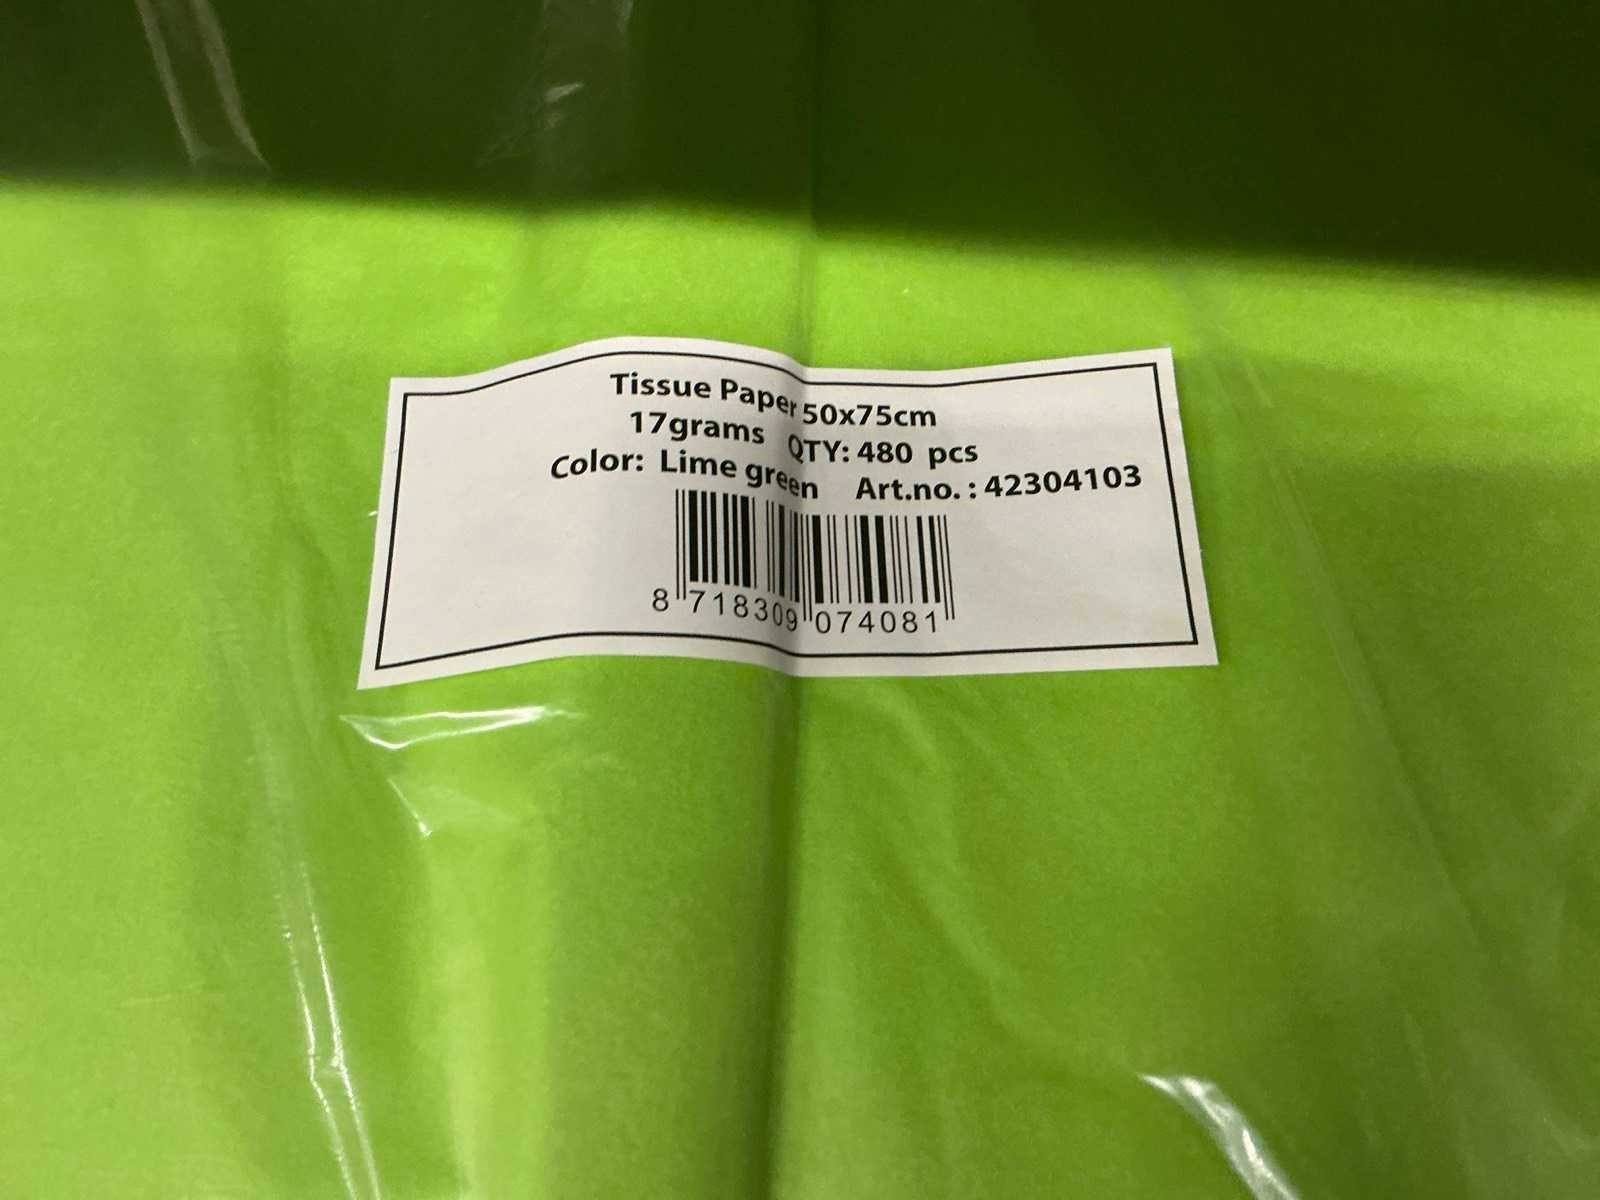 Tissue Paper 50x75cm
17grams QTY: 480 pcs
Color: Lime green Art.no. : 42304103
8 718309 074081